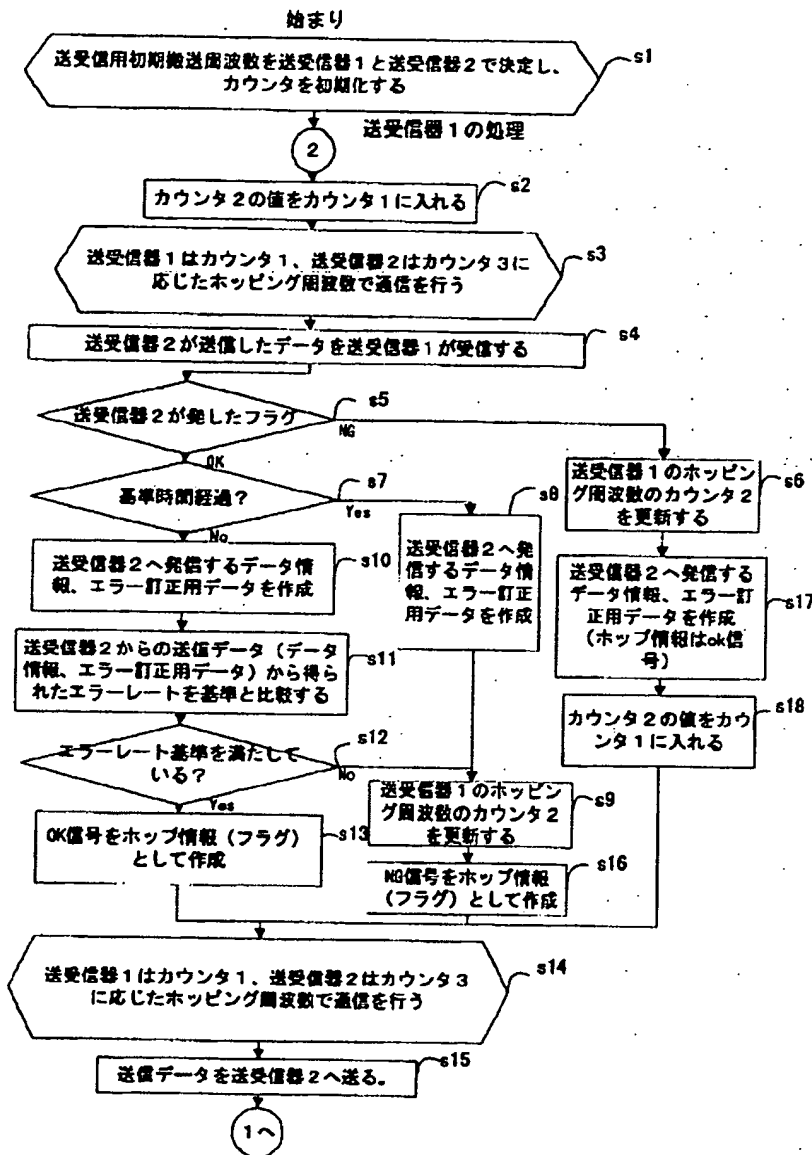 始まり
送受信用初期搬送周波数を送受信器1と送受信器2で決定し、
カウンタを初期化する
s1
送受信器1の処理
2
カウンタ2の値をカウンタ1に入れる
s2
送受信器1はカウンタ1、送受信器2はカウンタ3に
応じたホッピング周波数で通信を行う
s3
送受信器2が送信したデータを送受信器1が受信する
s4
送受信器2が発したフラグ
s5
NG
OK
送受信器1のホッピン
グ周波数のカウンタ2
を更新する
s6
基準時間経過?
s7
Yes
No
送受信器2へ発
信するデータ情
報、エラー訂正
用データを作成
s8
送受信器2へ発信するデータ情
報、エラー訂正用データを作成
s10
送受信器2へ発信する
データ情報、エラー訂
正用データを作成
(ホップ情報はok信
号)
s17
送受信器2からの送信データ(データ
情報、エラー訂正用データ)から得ら
れたエラーレートを基準と比較する
s11
カウンタ2の値をカウ
ンタ1に入れる
s18
エラーレート基準を満たして
いる?
s12
No
Yes
送受信器1のホッピン
グ周波数のカウンタ2
を更新する
s9
OK信号をホップ情報(フラグ)
として作成
s13
NG信号をホップ情報
(フラグ)として作成
s16
送受信器1はカウンタ1、送受信器2はカウンタ3
に応じたホッピング周波数で通信を行う
s14
送信データを送受信器2へ送る。
s15
1へ